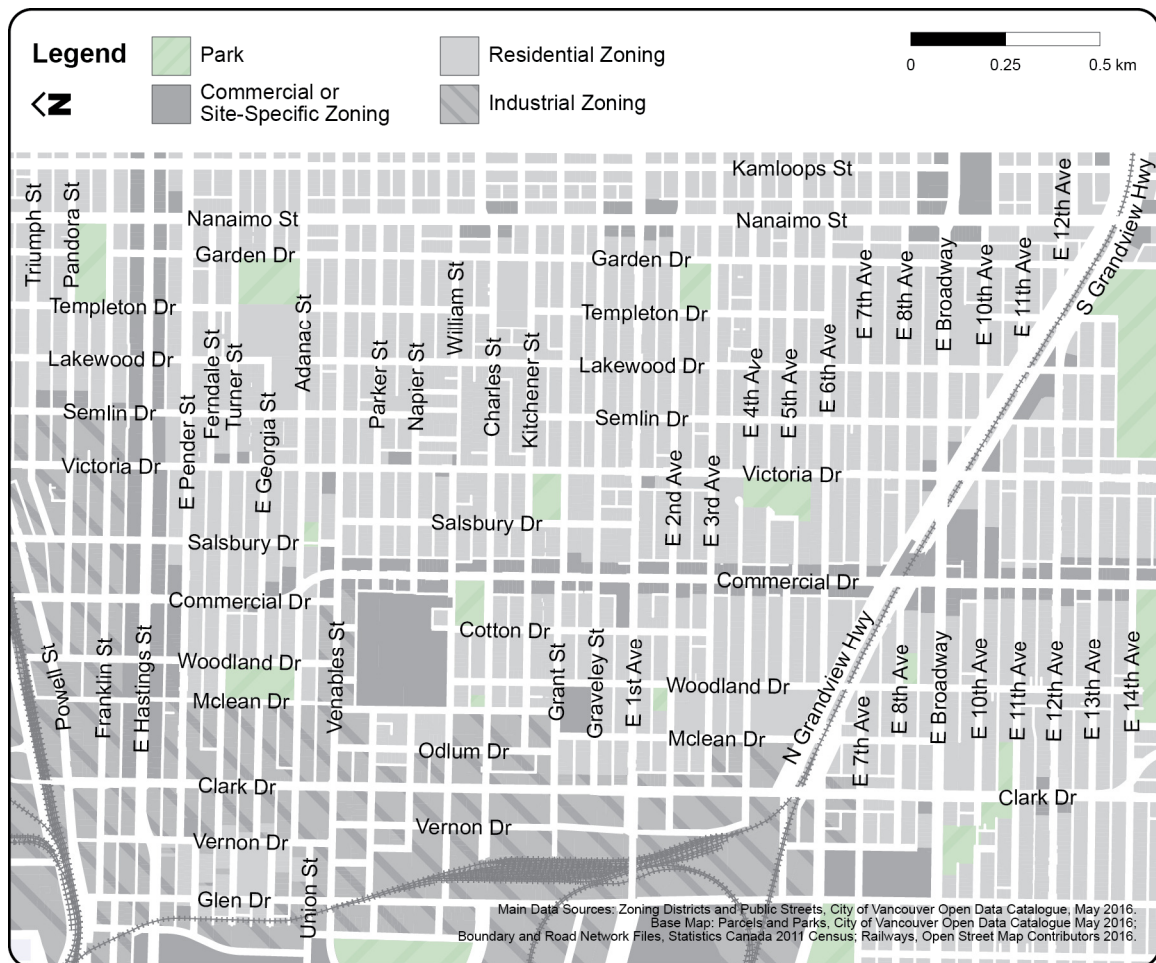 Legend
Park
Residential Zoning
Commercial or
Site-Specific Zoning
Industrial Zoning
N
0 0.25 0.5 km
Kamloops St
Nanaimo St
Nanaimo St
Triumph St
Pandora St
E 12th Ave
S Grandview Hwy
Garden Dr
Garden Dr
William St
E 7th Ave
E 8th Ave
E Broadway
E 10th Ave
E 11th Ave
Templeton Dr
Templeton Dr
Adanac St
Lakewood Dr
Lakewood Dr
Ferndale St
Turner St
Parker St
Napier St
Charles St
Kitchener St
E 4th Ave
E 5th Ave
E 6th Ave
Semlin Dr
Semlin Dr
E Pender St
E Georgia St
Victoria Dr
Victoria Dr
E 2nd Ave
E 3rd Ave
Salsbury Dr
Salsbury Dr
Commercial Dr
Commercial Dr
Cotton Dr
Powell St
Franklin St
E Hastings St
Woodland Dr
Woodland Dr
Venables St
Grant St
Graveley St
E 1st Ave
N Grandview Hwy
E 7th Ave
E 8th Ave
E Broadway
E 10th Ave
E 11th Ave
E 12th Ave
E 13th Ave
E 14th Ave
Mclean Dr
Mclean Dr
Odlum Dr
Clark Dr
Clark Dr
Vernon Dr
Vernon Dr
Glen Dr
Union St
Main Data Sources: Zoning Districts and Public Streets, City of Vancouver Open Data Catalogue, May 2016.
Base Map: Parcels and Parks, City of Vancouver Open Data Catalogue, May 2016;
Boundary and Road Network Files, Statistics Canada 2011 Census; Railways, Open Street Map Contributors 2016.